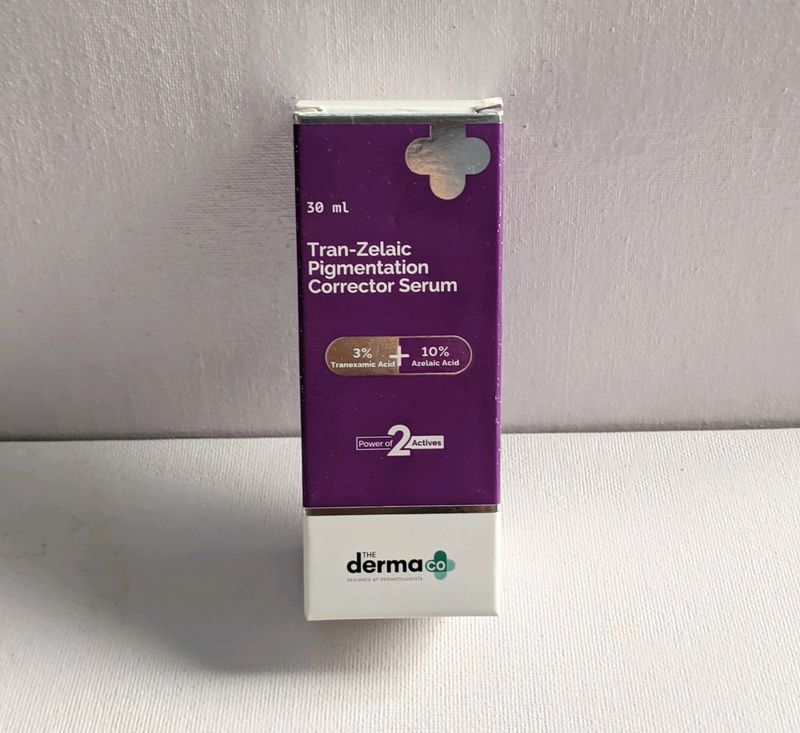 30 ml
Tran-Zelaic
Pigmentation
Corrector Serum
3% + 10%
Tranexamic Acid Azelaic Acid
Power of 2 Actives
THE
derma co
DESIGNED BY DERMATOLOGISTS